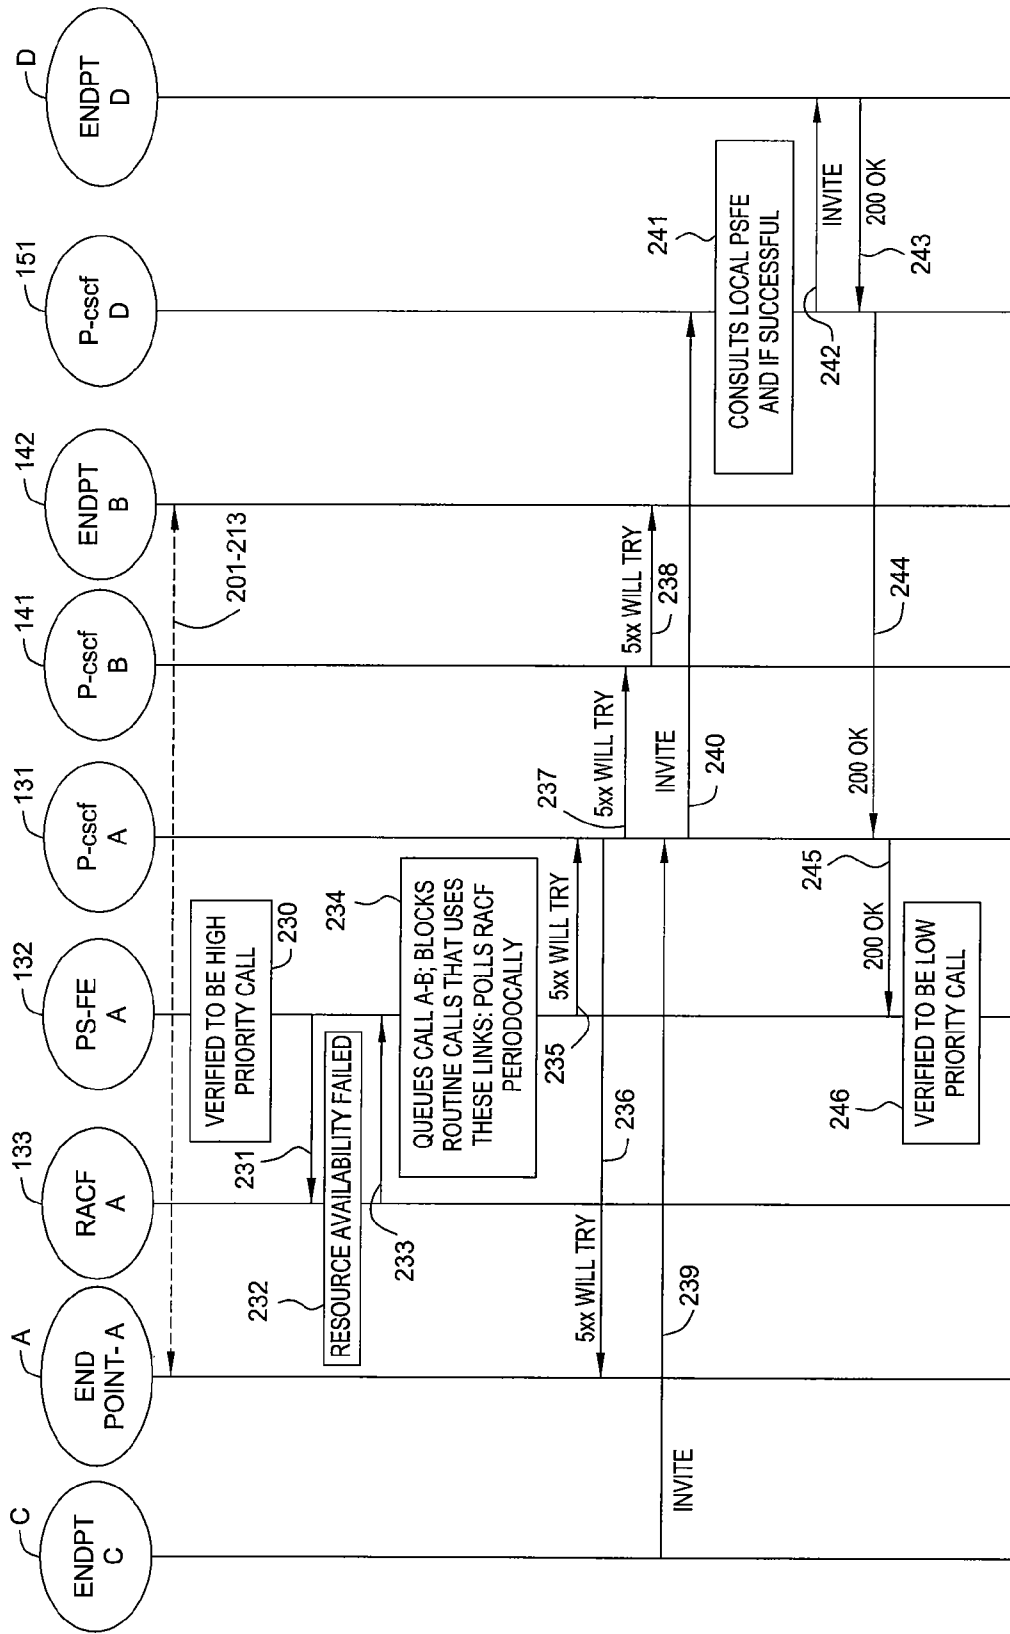 C
ENDPT
C
A
END
POINT- A
133
RACF
A
132
PS-FE
A
131
P-cscf
A
141
P-cscf
B
142
ENDPT
B
151
P-cscf
D
D
ENDPT
D
201-213
VERIFIED TO BE HIGH
PRIORITY CALL
230
231
232
RESOURCE AVAILABILITY FAILED
233
234
QUEUES CALL A-B; BLOCKS
ROUTINE CALLS THAT USES
THESE LINKS: POLLS RACF
PERIODOCALLY
5xx WILL TRY
235
5xx WILL TRY
236
237
5xx WILL TRY
5xx WILL TRY
238
INVITE
239
INVITE
240
241
CONSULTS LOCAL PSFE
AND IF SUCCESSFUL
242
INVITE
200 OK
243
200 OK
244
245
200 OK
246
VERIFIED TO BE LOW
PRIORITY CALL